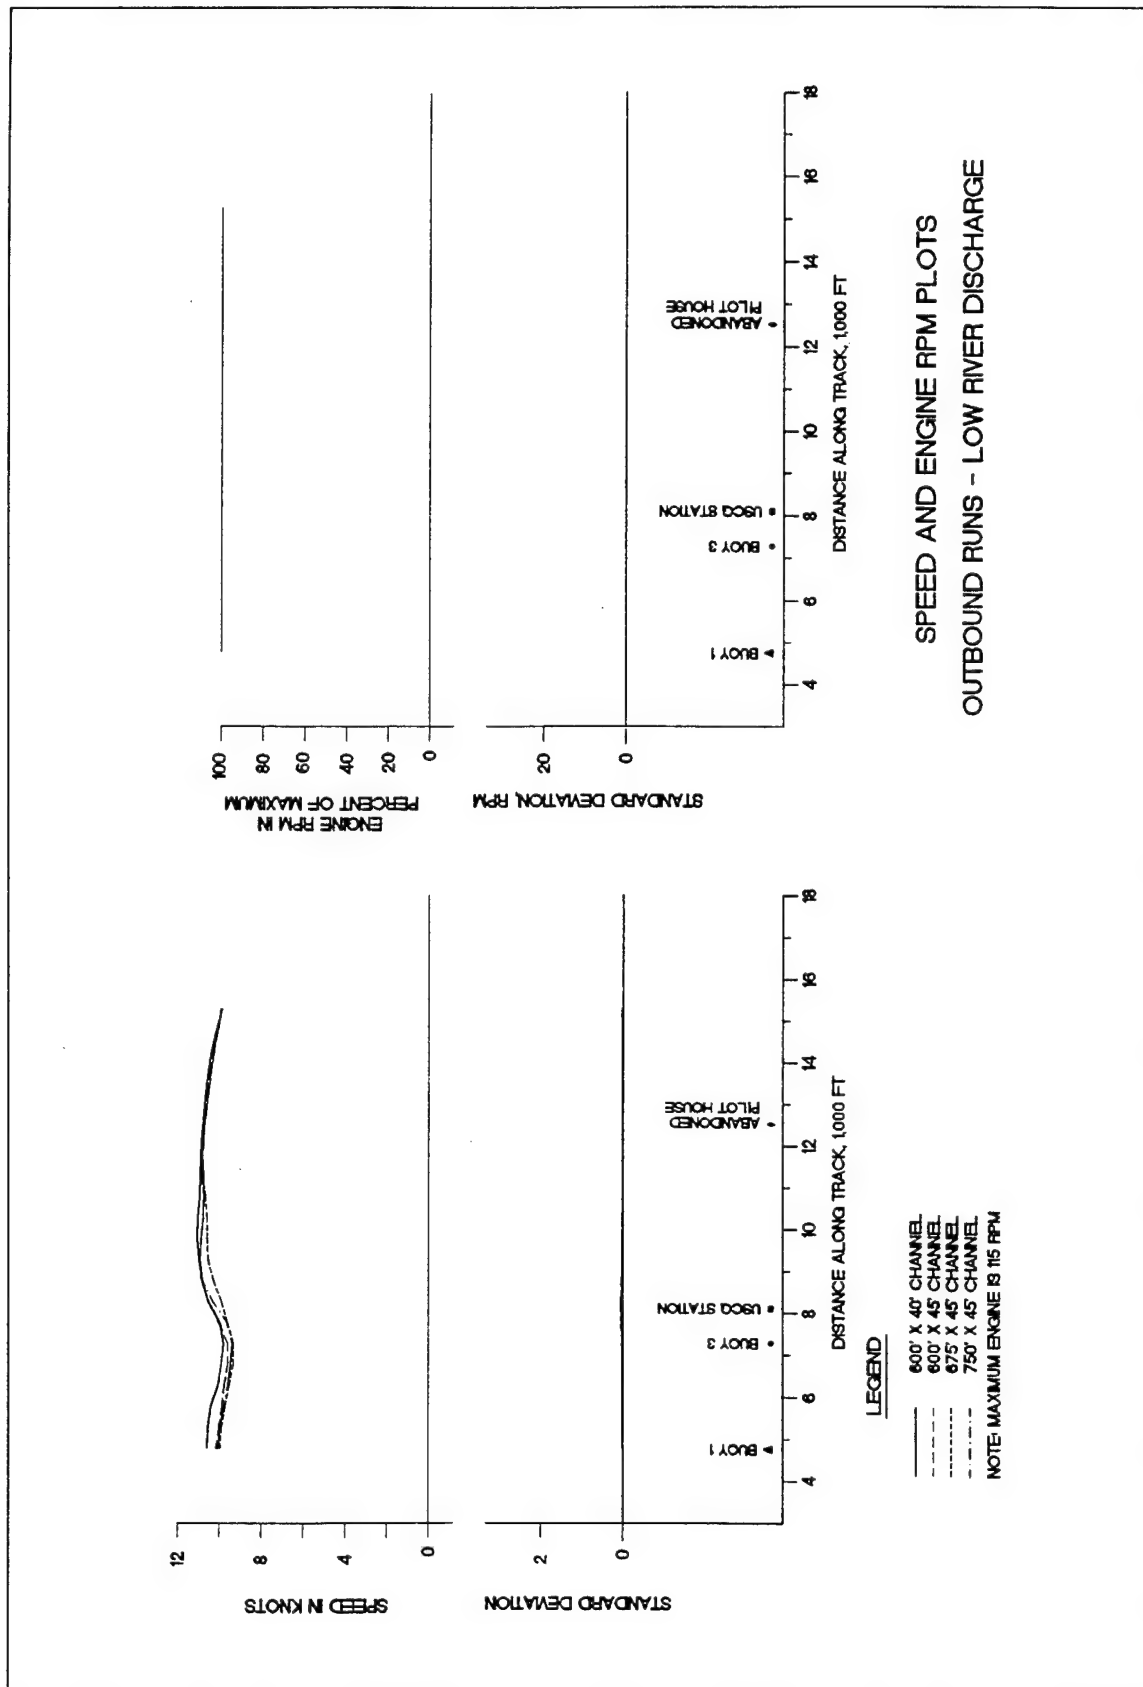 12
8
4
0
SPEED IN KNOTS
2
0
STANDARD DEVIATION
BUOY 1
BUOY 3
USCG STATION
ABANDONED
PILOT HOUSE
4
6
8
10
12
14
16
18
DISTANCE ALONG TRACK, 1,000 FT
LEGEND
600' X 40' CHANNEL
600' X 45' CHANNEL
675' X 45' CHANNEL
750' X 45' CHANNEL
NOTE: MAXIMUM ENGINE IS 115 RPM
100
80
60
40
20
0
ENGINE RPM IN
PERCENT OF MAXIMUM
20
0
STANDARD DEVIATION, RPM
BUOY 1
BUOY 3
USCG STATION
ABANDONED
PILOT HOUSE
4
6
8
10
12
14
16
18
DISTANCE ALONG TRACK, 1,000 FT
SPEED AND ENGINE RPM PLOTS
OUTBOUND RUNS - LOW RIVER DISCHARGE